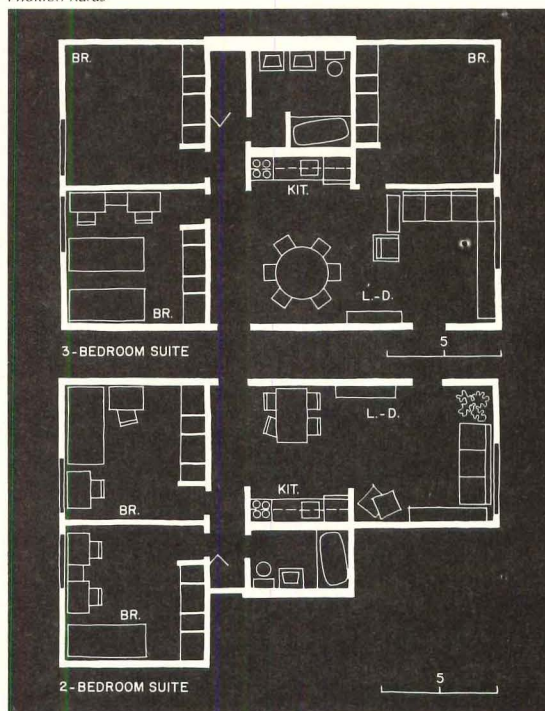 BR.
BR.
KIT.
L.-D.
BR.
3-BEDROOM SUITE
5
L.-D.
KIT.
BR.
BR.
5
2-BEDROOM SUITE